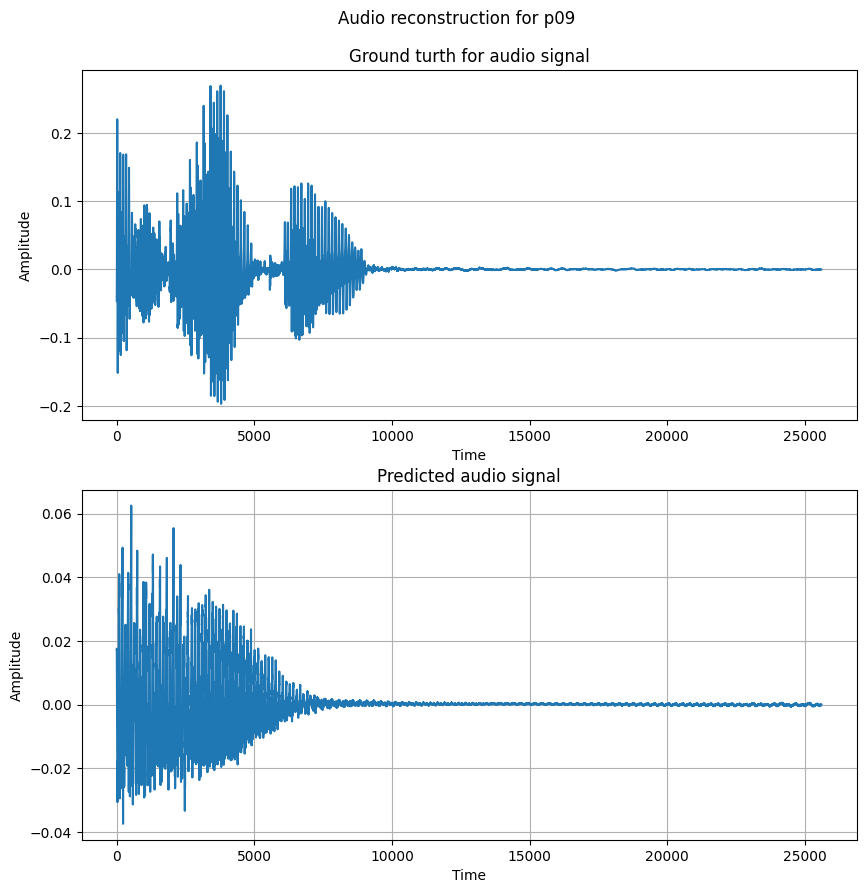 Audio reconstruction for p09
Ground turth for audio signal
0.2
0.1
0.0
−0.1
−0.2
Amplitude
0 5000 10000 15000 20000 25000
Time
Predicted audio signal
0.06
0.04
0.02
0.00
−0.02
−0.04
Amplitude
0 5000 10000 15000 20000 25000
Time